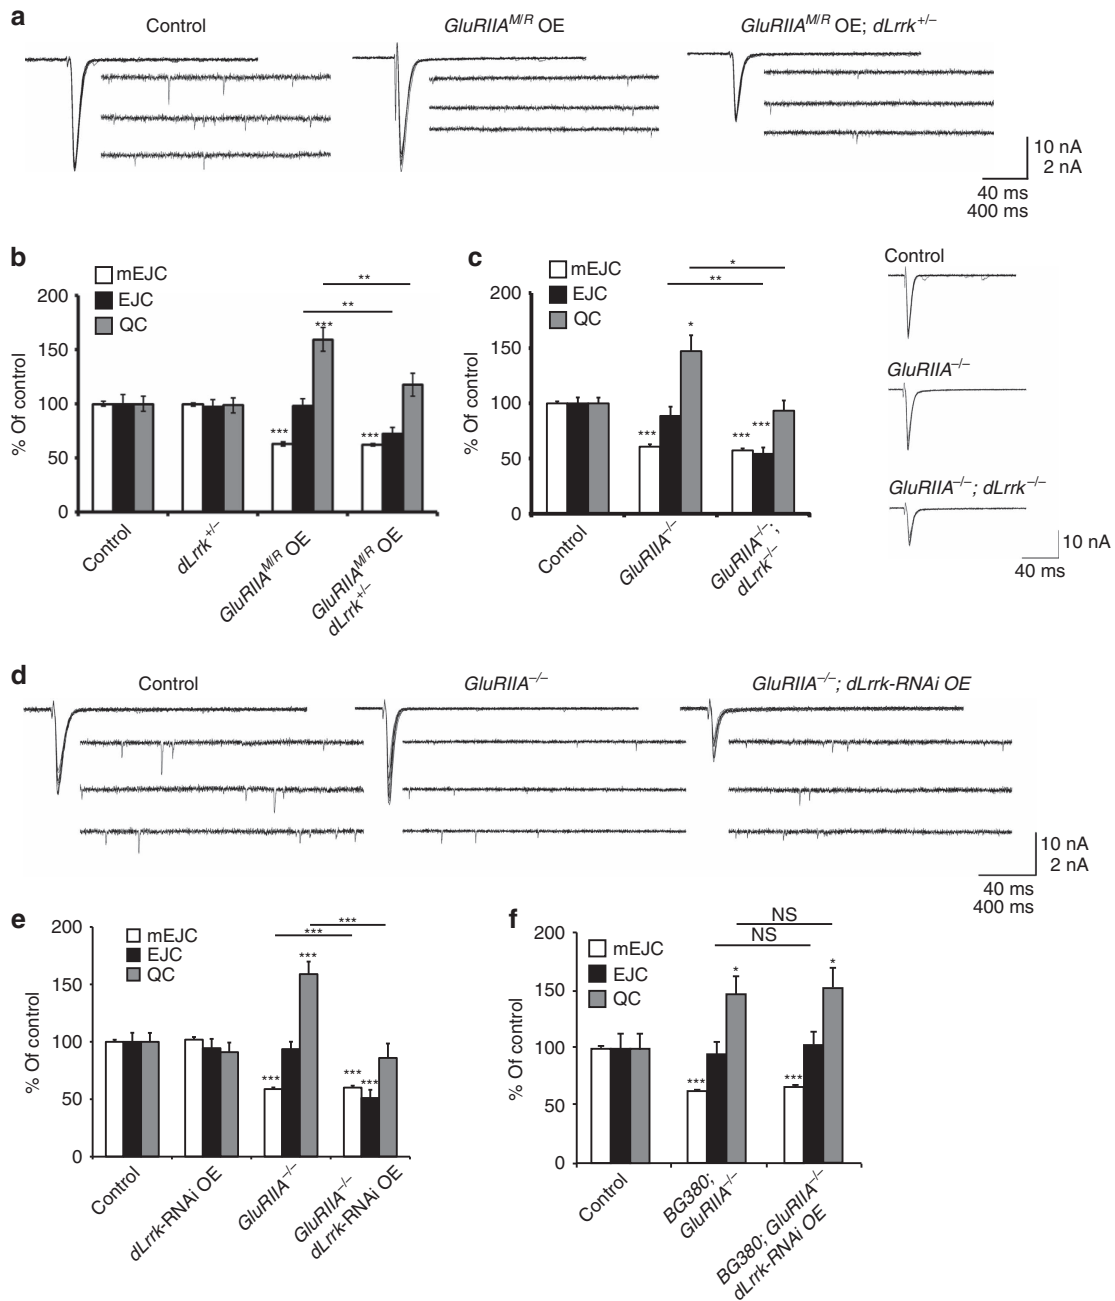 a
Control
GluRIIA^M/R OE
GluRIIA^M/R OE; dLrrk^+/–
10 nA
2 nA
40 ms
400 ms
b
mEJC
EJC
QC
**
**
***
***
***
200
150
100
50
0
% Of control
Control
dLrrk^+/–
GluRIIA^M/R OE
GluRIIA^M/R OE
dLrrk^+/–
c
mEJC
EJC
QC
*
**
*
***
***
***
200
150
100
50
0
% Of control
Control
GluRIIA^–/–
GluRIIA^–/–;
dLrrk^–/–
Control
GluRIIA^–/–
GluRIIA^–/–; dLrrk^–/–
10 nA
40 ms
d
Control
GluRIIA^–/–
GluRIIA^–/–; dLrrk-RNAi OE
10 nA
2 nA
40 ms
400 ms
e
mEJC
EJC
QC
***
***
***
***
***
***
200
150
100
50
0
% Of control
Control
dLrrk-RNAi OE
GluRIIA^–/–
GluRIIA^–/–
dLrrk-RNAi OE
f
mEJC
EJC
QC
NS
NS
*
*
***
***
200
150
100
50
0
% Of control
Control
BG380;
GluRIIA^–/–
BG380; GluRIIA^–/–
dLrrk-RNAi OE